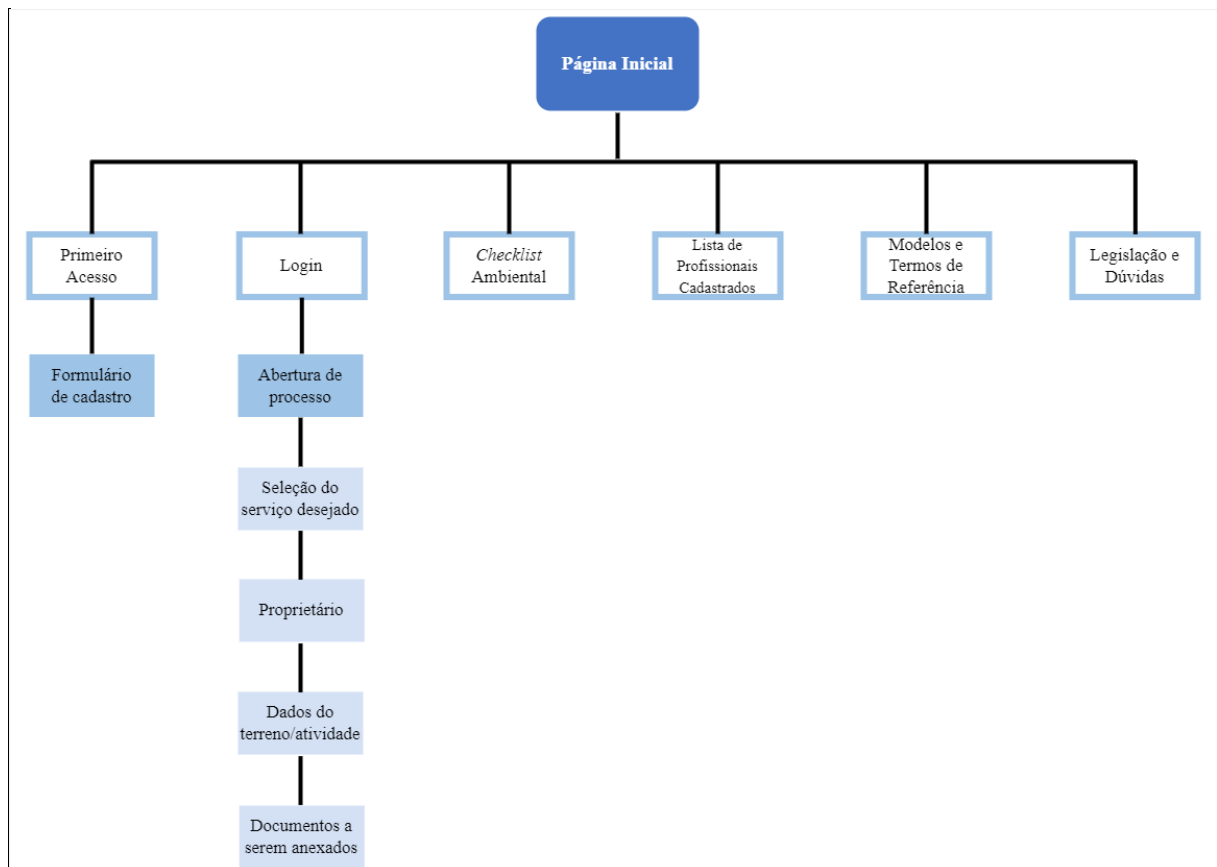 Página Inicial
Primeiro
Acesso
Login
Checklist
Ambiental
Lista de
Profissionais
Cadastrados
Modelos e
Termos de
Referência
Legislação e
Dúvidas
Formulário
de cadastro
Abertura de
processo
Seleção do
serviço desejado
Proprietário
Dados do
terreno/atividade
Documentos a
serem anexados